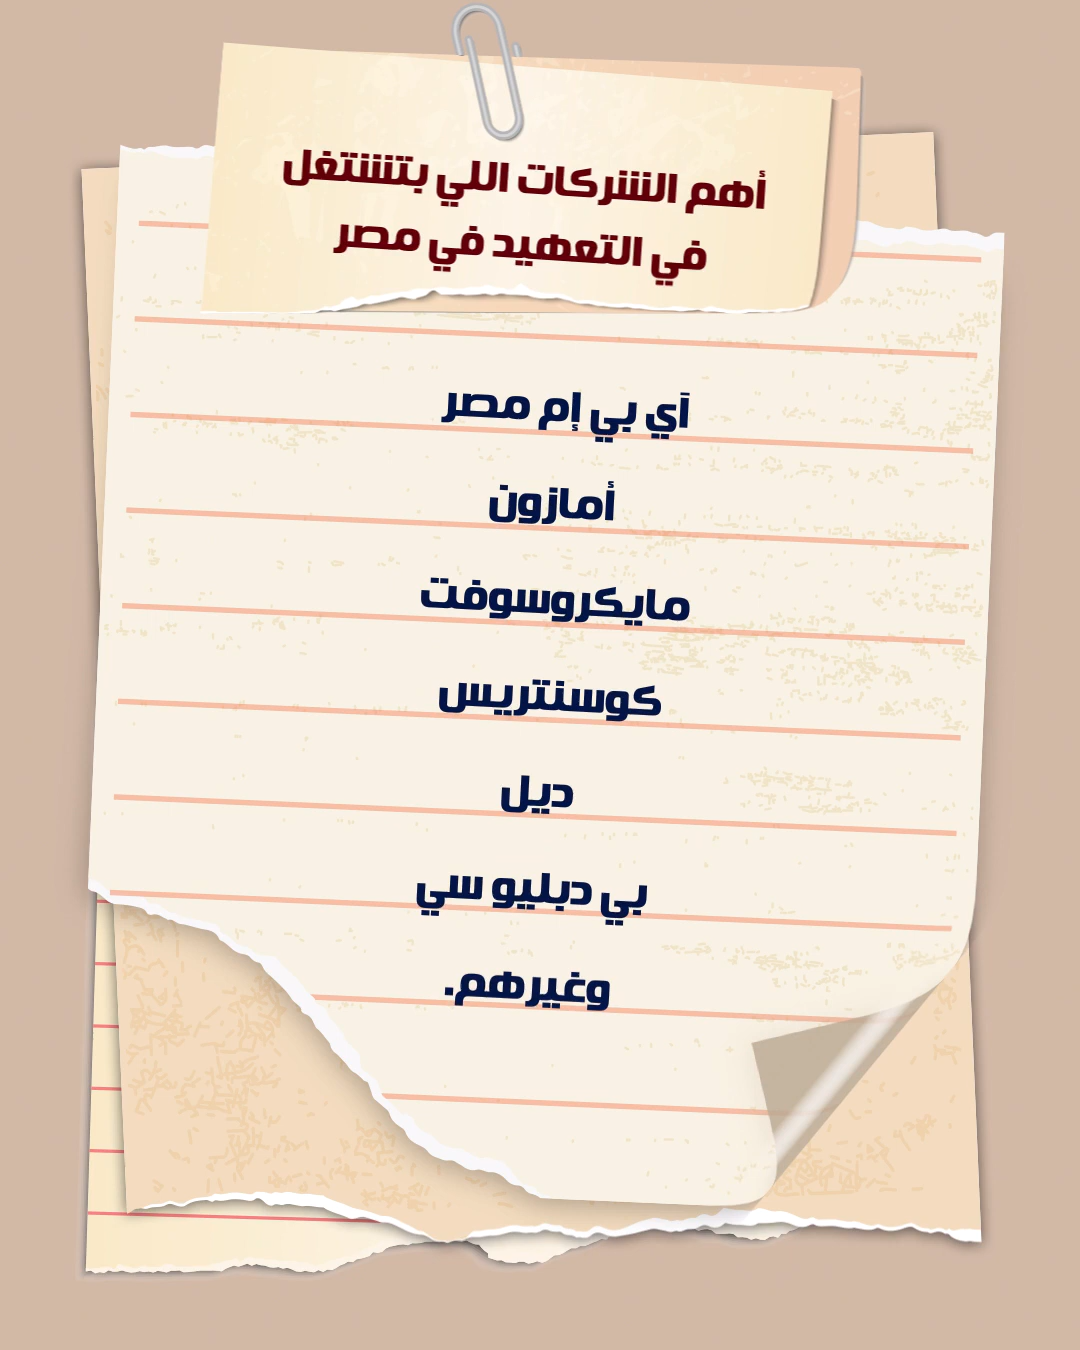 أهم الشركات اللي بتشتغل
في التعهيد في مصر
آي بي إم مصر
أمازون
مايكروسوفت
كوسنتريس
ديل
بي دبليو سي
وغيرهم.